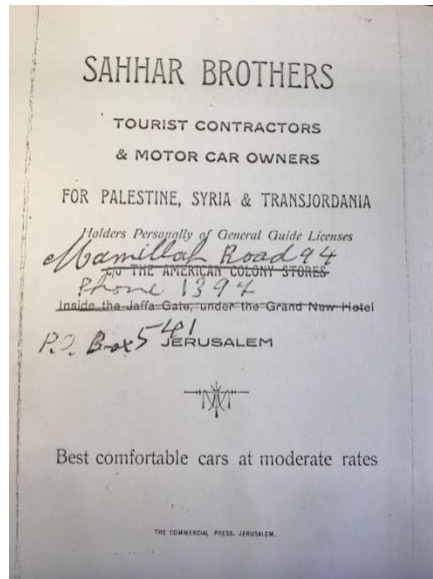 SAHHAR BROTHERS
TOURIST CONTRACTORS
& MOTOR CAR OWNERS
FOR PALESTINE, SYRIA & TRANSJORDANIA
Holders Personally of General Guide Licenses
Mamillah Road 94
c/o THE AMERICAN COLONY STORES
Phone 1394
Inside the Jaffa Gate, under the Grand New Hotel
P.O. Box 541
JERUSALEM
Best comfortable cars at moderate rates
THE COMMERCIAL PRESS, JERUSALEM.